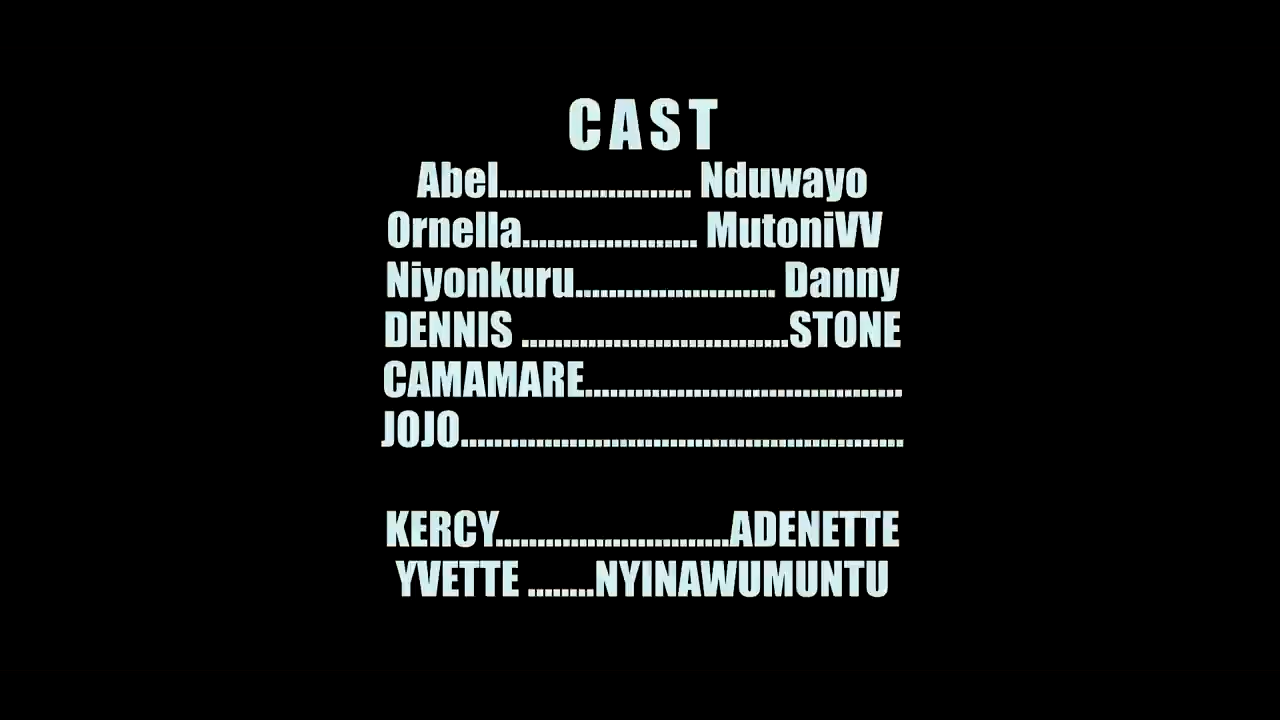 CAST
Abel....................... Nduwayo
Ornella..................... MutoniVV
Niyonkuru........................ Danny
DENNIS ................................STONE
CAMAMARE......................................
JOJO.....................................................
KERCY............................ADENETTE
YVETTE ........NYINAWUMUNTU